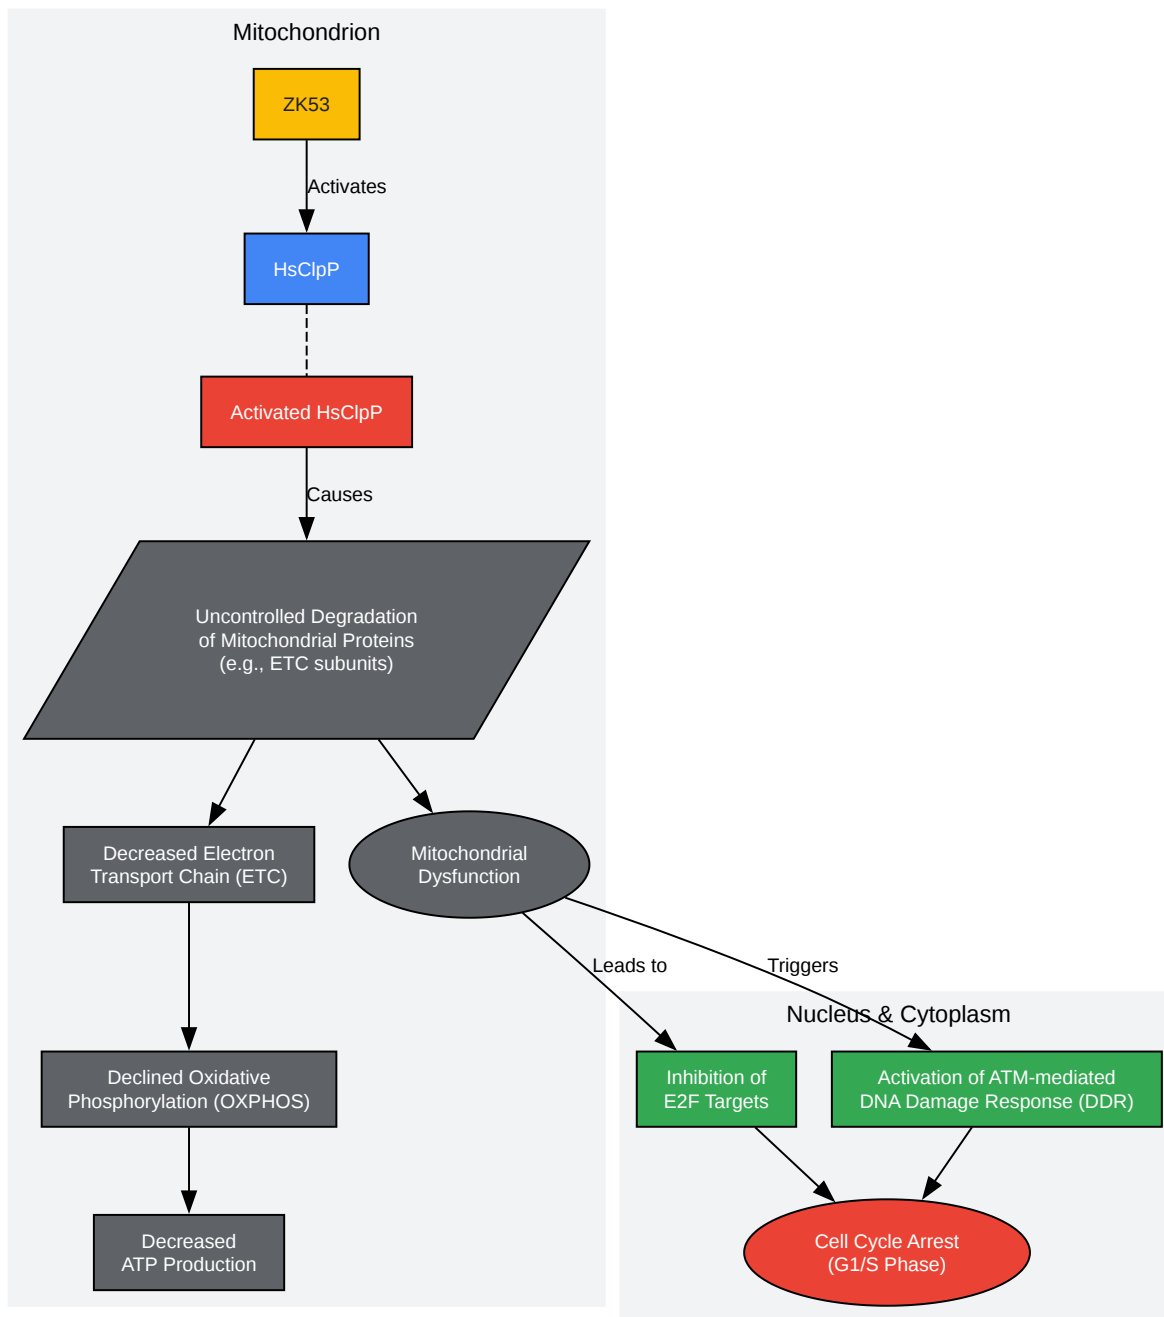 Mitochondrion
ZK53
Activates
HsClpP
Activated HsClpP
Causes
Uncontrolled Degradation
of Mitochondrial Proteins
(e.g., ETC subunits)
Decreased Electron
Transport Chain (ETC)
Mitochondrial
Dysfunction
Leads to
Triggers
Nucleus & Cytoplasm
Declined Oxidative
Phosphorylation (OXPHOS)
Inhibition of
E2F Targets
Activation of ATM-mediated
DNA Damage Response (DDR)
Decreased
ATP Production
Cell Cycle Arrest
(G1/S Phase)